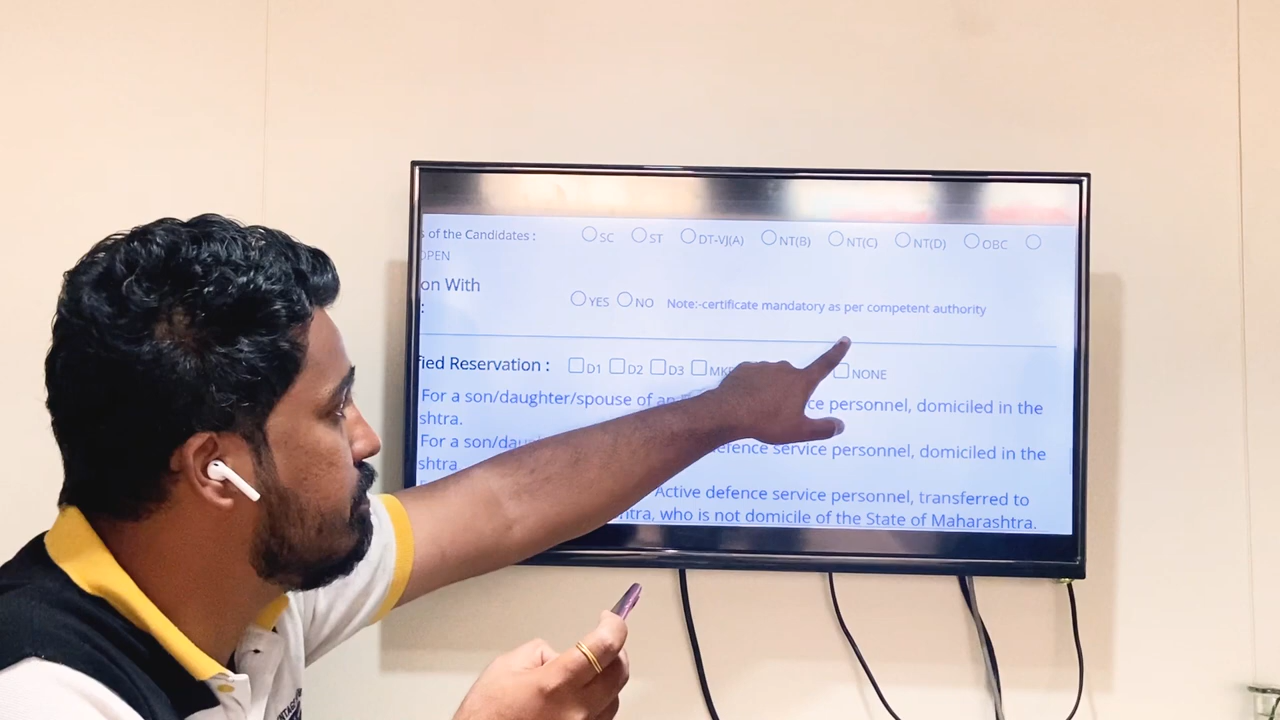 of the Candidates : SC ST DT-VJ(A) NT(B) NT(C) NT(D) OBC
OPEN
on With
: YES NO Note:-certificate mandatory as per competent authority
fied Reservation : D1 D2 D3 NONE
For a son/daughter/spouse of an ce personnel, domiciled in the
shtra.
For a son/dau efence service personnel, domiciled in the
shtra
Active defence service personnel, transferred to
ntra, who is not domicile of the State of Maharashtra.